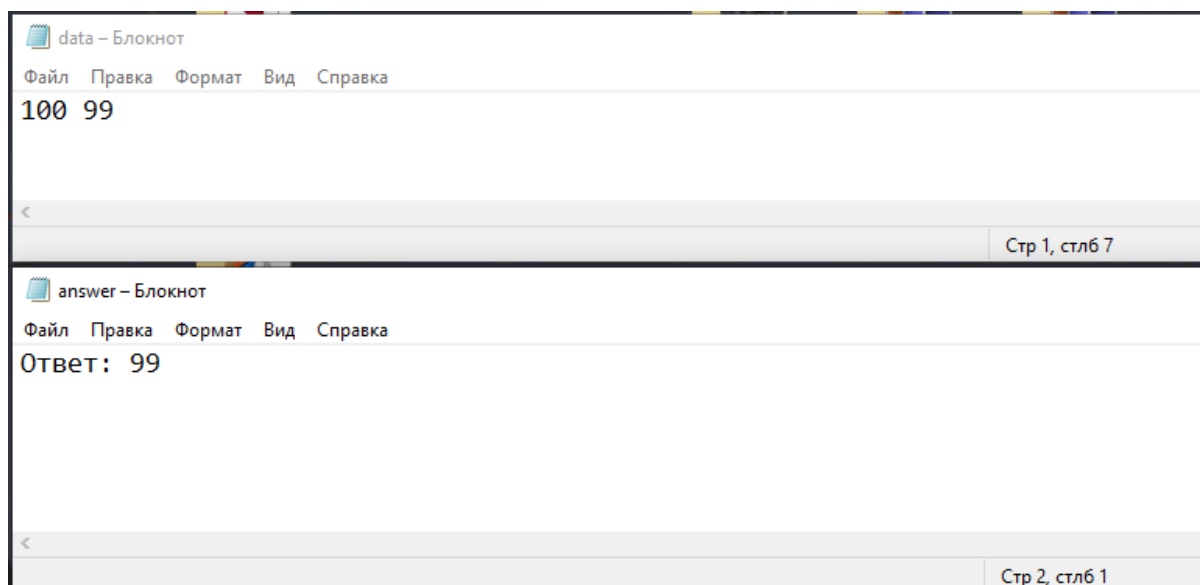 data – Блокнот
Файл Правка Формат Вид Справка
100 99
Стр 1, стлб 7
answer – Блокнот
Файл Правка Формат Вид Справка
Ответ: 99
Стр 2, стлб 1